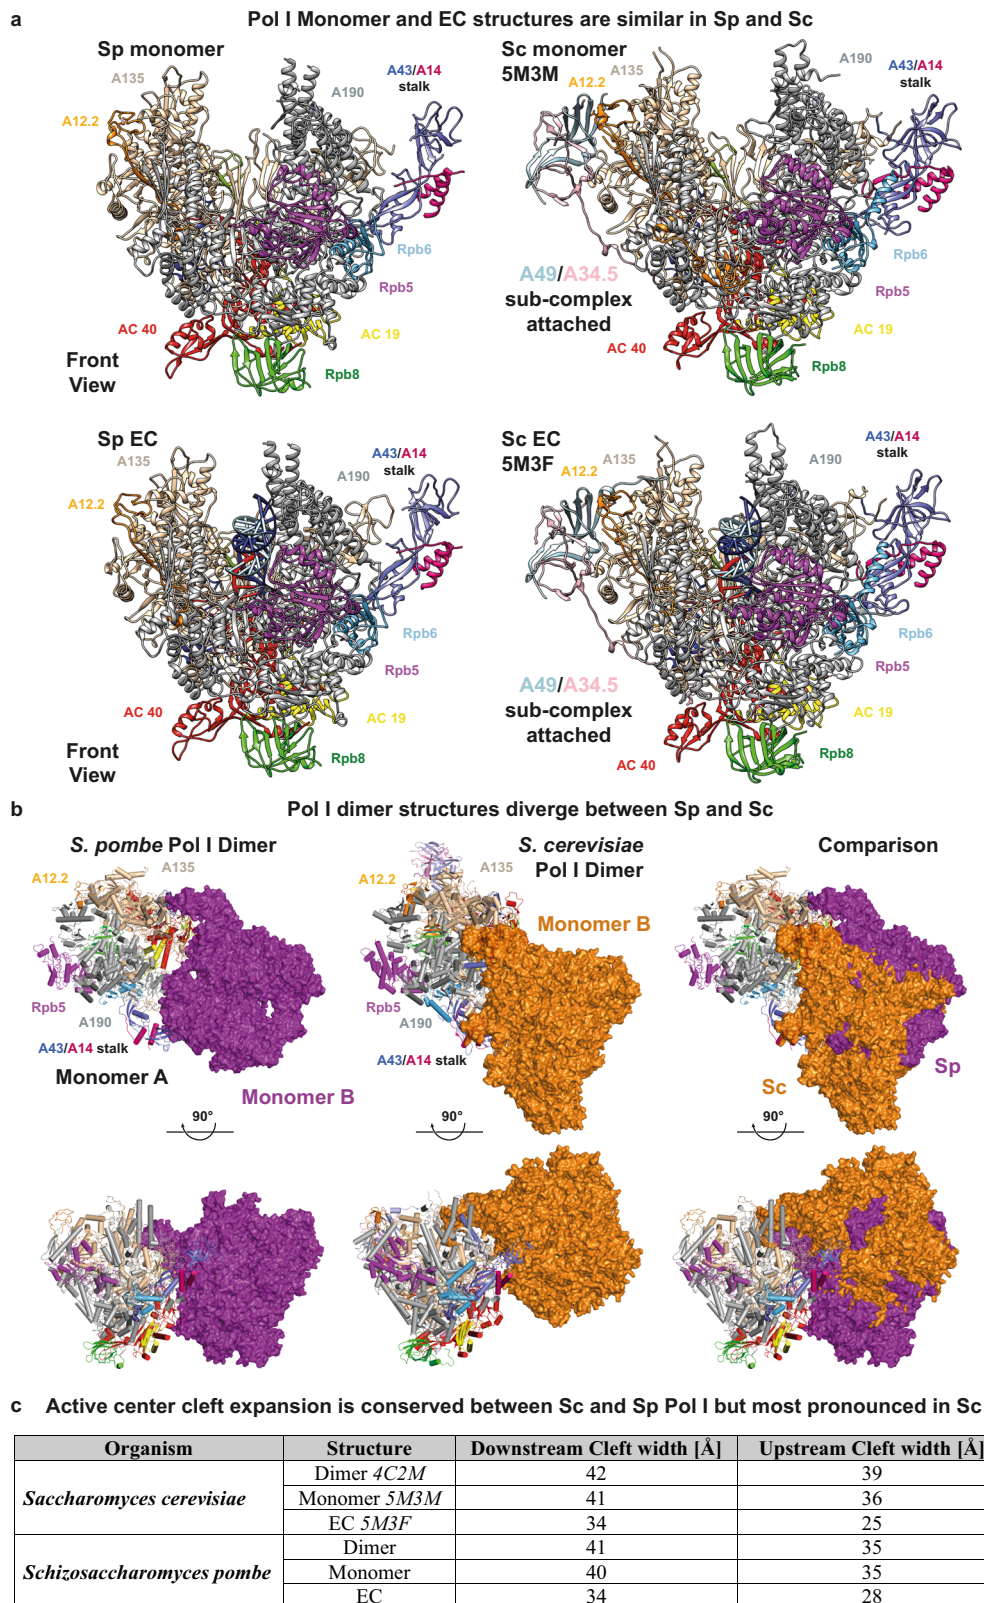 a Pol I Monomer and EC structures are similar in Sp and Sc
Sp monomer
A135
A12.2
A190
A43/A14
stalk
Rpb6
Rpb5
AC 40
AC 19
Rpb8
Front
View
Sc monomer
5M3M
A135
A12.2
A190
A43/A14
stalk
A49/A34.5
sub-complex
attached
Rpb6
Rpb5
AC 40
AC 19
Rpb8
Sp EC
A135
A12.2
A43/A14
stalk
A190
Rpb6
Rpb5
AC 40
AC 19
Rpb8
Front
View
Sc EC
5M3F
A135
A12.2
A190
A43/A14
stalk
A49/A34.5
sub-complex
attached
Rpb6
Rpb5
AC 19
AC 40
Rpb8
b Pol I dimer structures diverge between Sp and Sc
S. pombe Pol I Dimer
A12.2
A135
Rpb5
A190
A43/A14 stalk
Monomer A
Monomer B
90°
S. cerevisiae
Pol I Dimer
A12.2
A135
Monomer B
Rpb5
A190
A43/A14 stalk
90°
Comparison
Sp
Sc
90°
c Active center cleft expansion is conserved between Sc and Sp Pol I but most pronounced in Sc
Organism Structure Downstream Cleft width [Å] Upstream Cleft width [Å]
Saccharomyces cerevisiae
Dimer 4C2M 42 39
Monomer 5M3M 41 36
EC 5M3F 34 25
Schizosaccharomyces pombe
Dimer 41 35
Monomer 40 35
EC 34 28